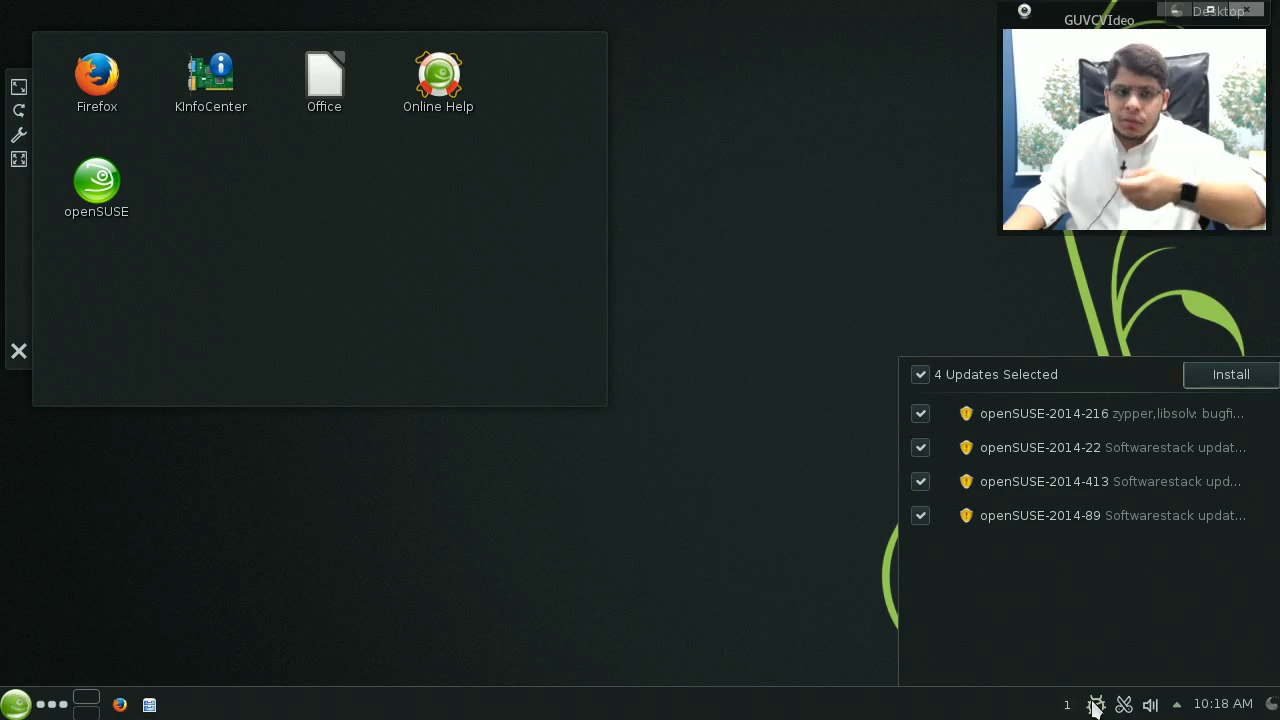 GUVCVIdeo
Desktop
Firefox
KInfoCenter
Office
Online Help
openSUSE
4 Updates Selected
Install
openSUSE-2014-216 zypper,libsolv: bugfi...
openSUSE-2014-22 Softwarestack updat...
openSUSE-2014-413 Softwarestack upd...
openSUSE-2014-89 Softwarestack updat...
1
10:18 AM